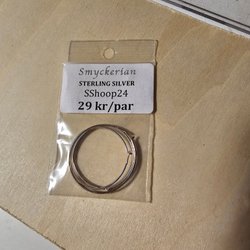 Smyckerian
STERLING SILVER
SShoop24
29 kr/par